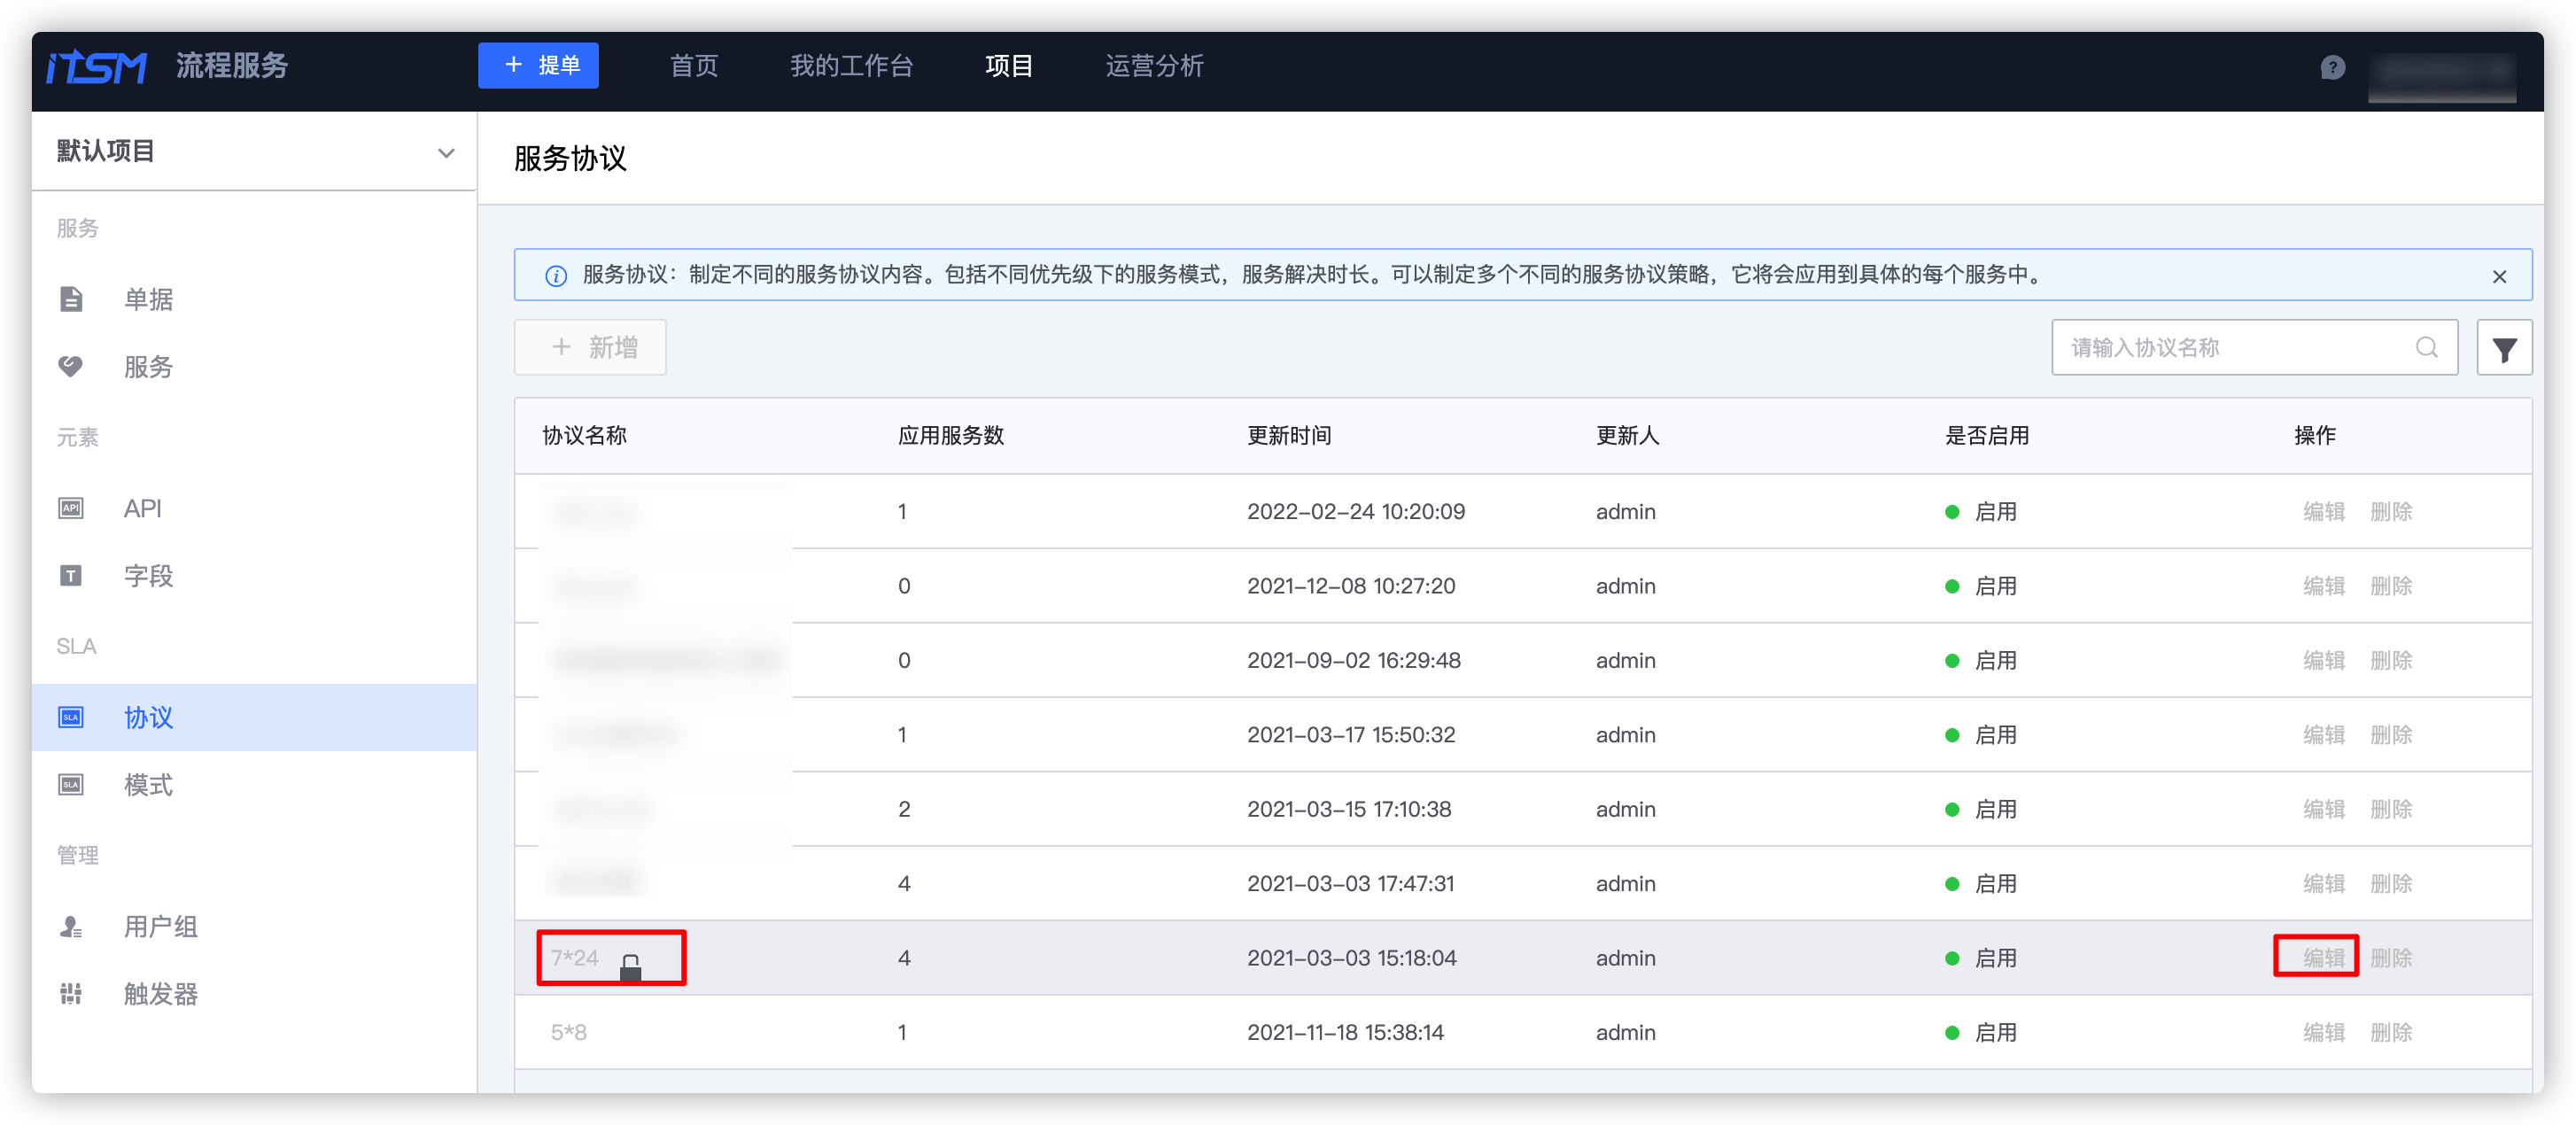 iTSM 流程服务 + 提单 首页 我的工作台 项目 运营分析 ?
默认项目
服务
单据
服务
元素
API API
T 字段
SLA
SLA 协议
SLA 模式
管理
用户组
触发器
服务协议
服务协议：制定不同的服务协议内容。包括不同优先级下的服务模式，服务解决时长。可以制定多个不同的服务协议策略，它将会应用到具体的每个服务中。
+ 新增
请输入协议名称
协议名称 应用服务数 更新时间 更新人 是否启用 操作
1 2022-02-24 10:20:09 admin 启用 编辑 删除
0 2021-12-08 10:27:20 admin 启用 编辑 删除
0 2021-09-02 16:29:48 admin 启用 编辑 删除
1 2021-03-17 15:50:32 admin 启用 编辑 删除
2 2021-03-15 17:10:38 admin 启用 编辑 删除
4 2021-03-03 17:47:31 admin 启用 编辑 删除
7*24 4 2021-03-03 15:18:04 admin 启用 编辑 删除
5*8 1 2021-11-18 15:38:14 admin 启用 编辑 删除